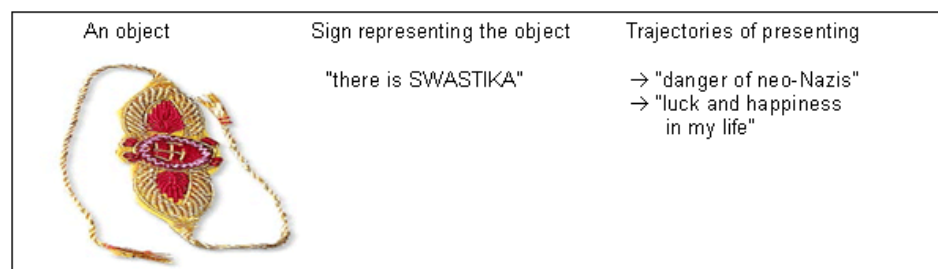 An object
Sign representing the object
Trajectories of presenting
"there is SWASTIKA"
→ "danger of neo-Nazis"
→ "luck and happiness
in my life"